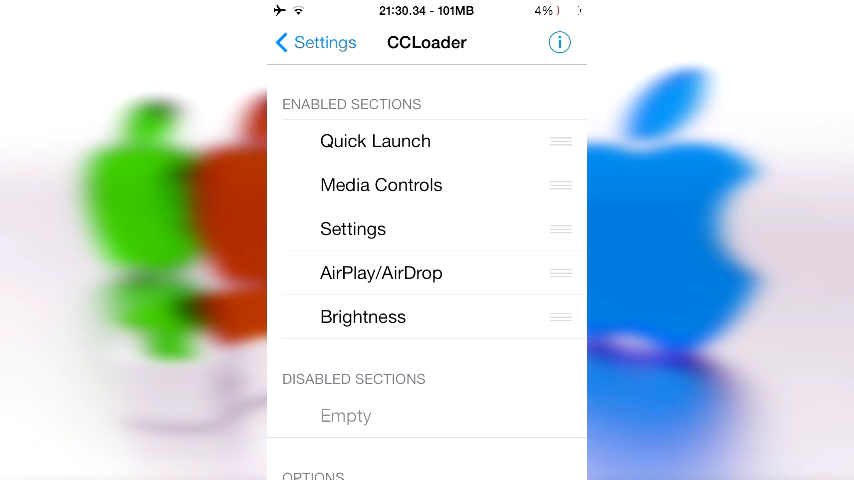 21:30.34 - 101MB
4%
Settings
CCLoader
ENABLED SECTIONS
Quick Launch
Media Controls
Settings
AirPlay/AirDrop
Brightness
DISABLED SECTIONS
Empty
OPTIONS